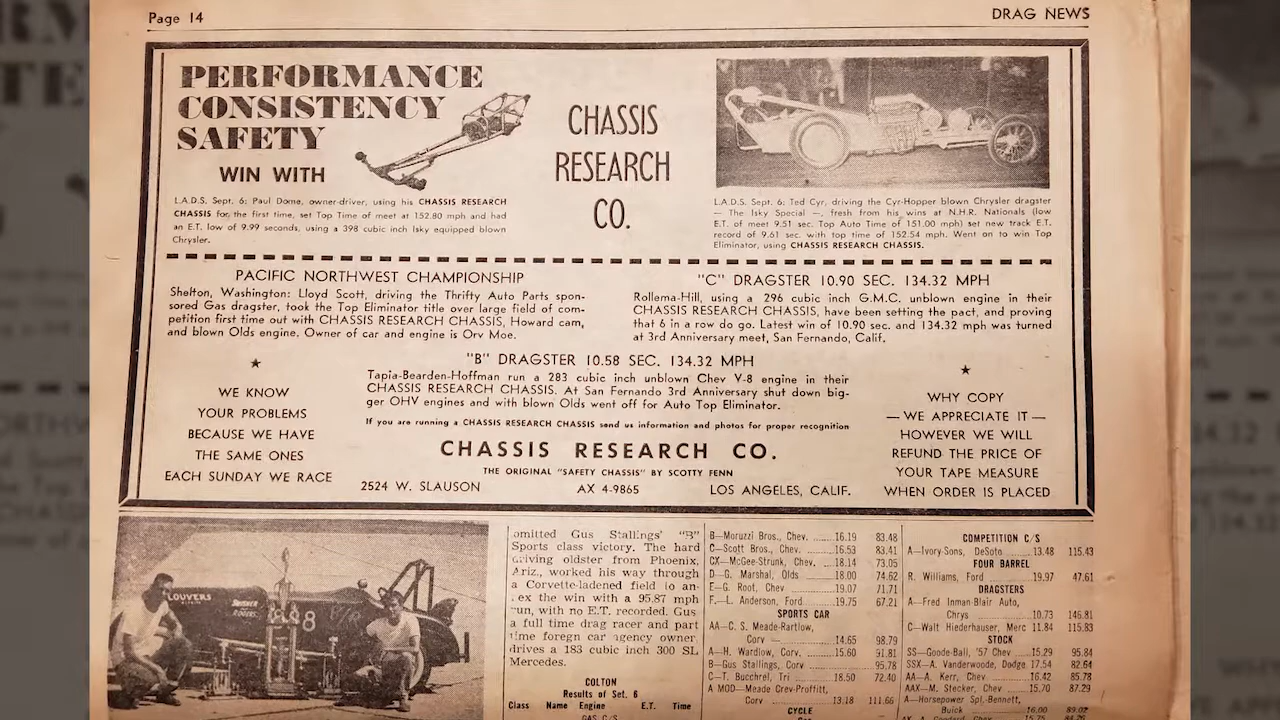 Page 14
DRAG NEWS
PERFORMANCE
CONSISTENCY
SAFETY
WIN WITH
L.A.D.S. Sept. 6: Paul Dome, owner-driver, using his CHASSIS RESEARCH
CHASSIS for the first time, set Top Time of meet at 152.80 mph and had
an E.T. low of 9.99 seconds, using a 398 cubic inch Isky equipped blown
Chrysler.
CHASSIS
RESEARCH
CO.
L.A.D.S. Sept. 6: Ted Cyr, driving the Cyr-Hopper blown Chrysler dragster
— The Isky Special —, fresh from his wins at N.H.R. Nationals (low
E.T. of meet 9.51 sec. Top Auto Time of 151.00 mph) set new track E.T.
record of 9.61 sec. with top time of 152.54 mph. Went on to win Top
Eliminator, using CHASSIS RESEARCH CHASSIS.
PACIFIC NORTHWEST CHAMPIONSHIP
Shelton, Washington: Lloyd Scott, driving the Thrifty Auto Parts spon-
sored Gas dragster, took the Top Eliminator title over large field of com-
petition first time out with CHASSIS RESEARCH CHASSIS, Howard cam,
and blown Olds engine. Owner of car and engine is Orv Moe.
"C" DRAGSTER 10.90 SEC. 134.32 MPH
Rollema-Hill, using a 296 cubic inch G.M.C. unblown engine in their
CHASSIS RESEARCH CHASSIS, have been setting the pact, and proving
that 6 in a row do go. Latest win of 10.90 sec. and 134.32 mph was turned
at 3rd Anniversary meet, San Fernando, Calif.
"B" DRAGSTER 10.58 SEC. 134.32 MPH
Tapia-Bearden-Hoffman run a 283 cubic inch unblown Chev V-8 engine in their
CHASSIS RESEARCH CHASSIS. At San Fernando 3rd Anniversary shut down big-
ger OHV engines and with blown Olds went off for Auto Top Eliminator.
If you are running a CHASSIS RESEARCH CHASSIS send us information and photos for proper recognition
WE KNOW
YOUR PROBLEMS
BECAUSE WE HAVE
THE SAME ONES
EACH SUNDAY WE RACE
CHASSIS RESEARCH CO.
THE ORIGINAL "SAFETY CHASSIS" BY SCOTTY FENN
2524 W. SLAUSON
AX 4-9865
LOS ANGELES, CALIF.
WHY COPY
— WE APPRECIATE IT —
HOWEVER WE WILL
REFUND THE PRICE OF
YOUR TAPE MEASURE
WHEN ORDER IS PLACED
LOUVERS
omitted Gus Stallings' "B"
Sports class victory. The hard
driving oldster from Phoenix,
Ariz., worked his way through
a Corvette-ladened field to an-
ex the win with a 95.87 mph
run, with no E.T. recorded. Gus
a full time drag racer and part
time foregn car agency owner,
drives a 183 cubic inch 300 SL
Mercedes.
COLTON
Results of Set. 6
Class Name Engine E.T. Time
GAS C/S
B—Moruzzi Bros., Chev. 16.19 83.48
C—Scott Bros., Chev. 16.53 83.41
CX—McGee-Strunk, Chev. 18.14 73.05
D—G. Marshal, Olds 18.00 74.62
E—G. Root, Chev 19.07 71.71
F.—L. Anderson, Ford 19.75 67.21
SPORTS CAR
AA—C. S. Meade-Rartlow,
Corv — 14.65 98.79
A—H. Wardlow, Corv. 15.60 91.81
B—Gus Stallings, Corv 95.78
C—T. Bucchrel, Tri 18.50 72.40
A MOD—Meade Crev-Proffitt,
Corv 13.18 111.66
CYCLE
COMPETITION C/S
A—Ivory-Sons, DeSoto 13.48 115.43
FOUR BARREL
R. Williams, Ford 19.97 47.61
DRAGSTERS
A—Fred Inman-Blair Auto,
Chrys 10.73 146.81
C—Walt Hiederhauser, Merc 11.84 115.83
STOCK
SS—Goode-Ball, '57 Chev 15.29 95.84
SSX—A. Vanderwoode, Dodge 17.54 82.64
AA—A. Kerr, Chev 16.42 85.78
AAX—M. Stecker, Chev 15.70 87.29
A—Horsepower Spl.-Bennett,
Buick 16.00 89.02